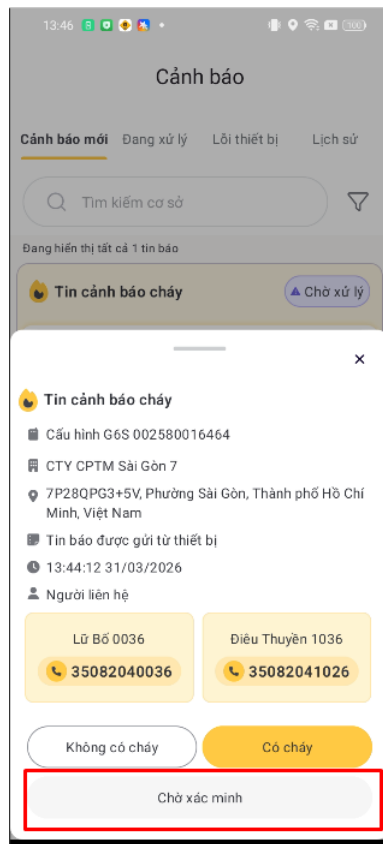 13:46
100
Cảnh báo
Cảnh báo mới Đang xử lý Lỗi thiết bị Lịch sử
Tìm kiếm cơ sở
Đang hiển thị tất cả 1 tin báo
Tin cảnh báo cháy
Chờ xử lý
Tin cảnh báo cháy
Cấu hình G6S 002580016464
CTY CPTM Sài Gòn 7
7P28QPG3+5V, Phường Sài Gòn, Thành phố Hồ Chí
Minh, Việt Nam
Tin báo được gửi từ thiết bị
13:44:12 31/03/2026
Người liên hệ
Lữ Bố 0036
35082040036
Điêu Thuyền 1036
35082041026
Không có cháy
Có cháy
Chờ xác minh